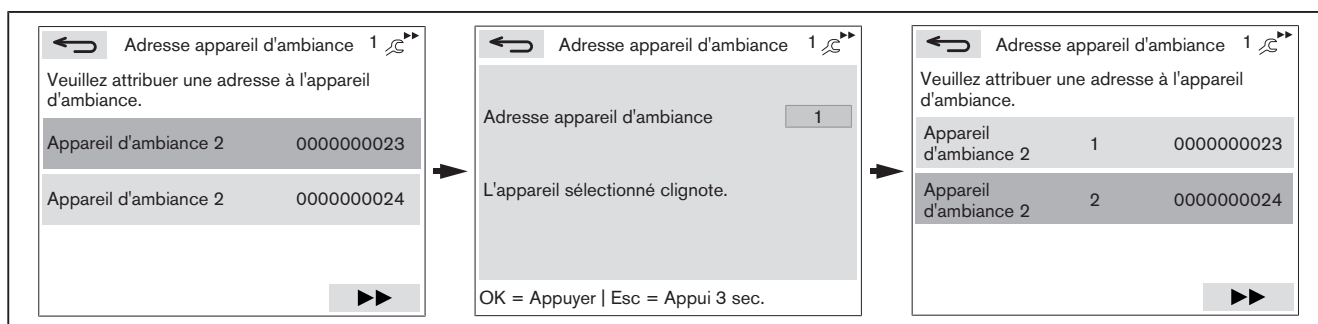 Adresse appareil d'ambiance 1
Veuillez attribuer une adresse à l'appareil
d'ambiance.
Appareil d'ambiance 2 0000000023
Appareil d'ambiance 2 0000000024
Adresse appareil d'ambiance 1
Adresse appareil d'ambiance 1
L'appareil sélectionné clignote.
OK = Appuyer | Esc = Appui 3 sec.
Adresse appareil d'ambiance 1
Veuillez attribuer une adresse à l'appareil
d'ambiance.
Appareil
d'ambiance 2 1 0000000023
Appareil
d'ambiance 2 2 0000000024